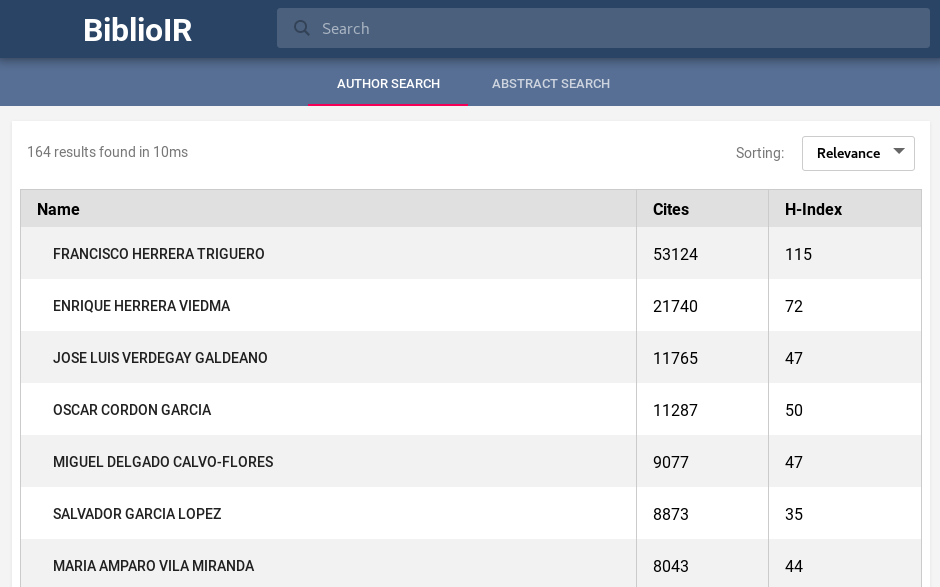 BiblioIR
Search
AUTHOR SEARCH ABSTRACT SEARCH
164 results found in 10ms
Sorting: Relevance
Name Cites H-Index
FRANCISCO HERRERA TRIGUERO 53124 115
ENRIQUE HERRERA VIEDMA 21740 72
JOSE LUIS VERDEGAY GALDEANO 11765 47
OSCAR CORDON GARCIA 11287 50
MIGUEL DELGADO CALVO-FLORES 9077 47
SALVADOR GARCIA LOPEZ 8873 35
MARIA AMPARO VILA MIRANDA 8043 44